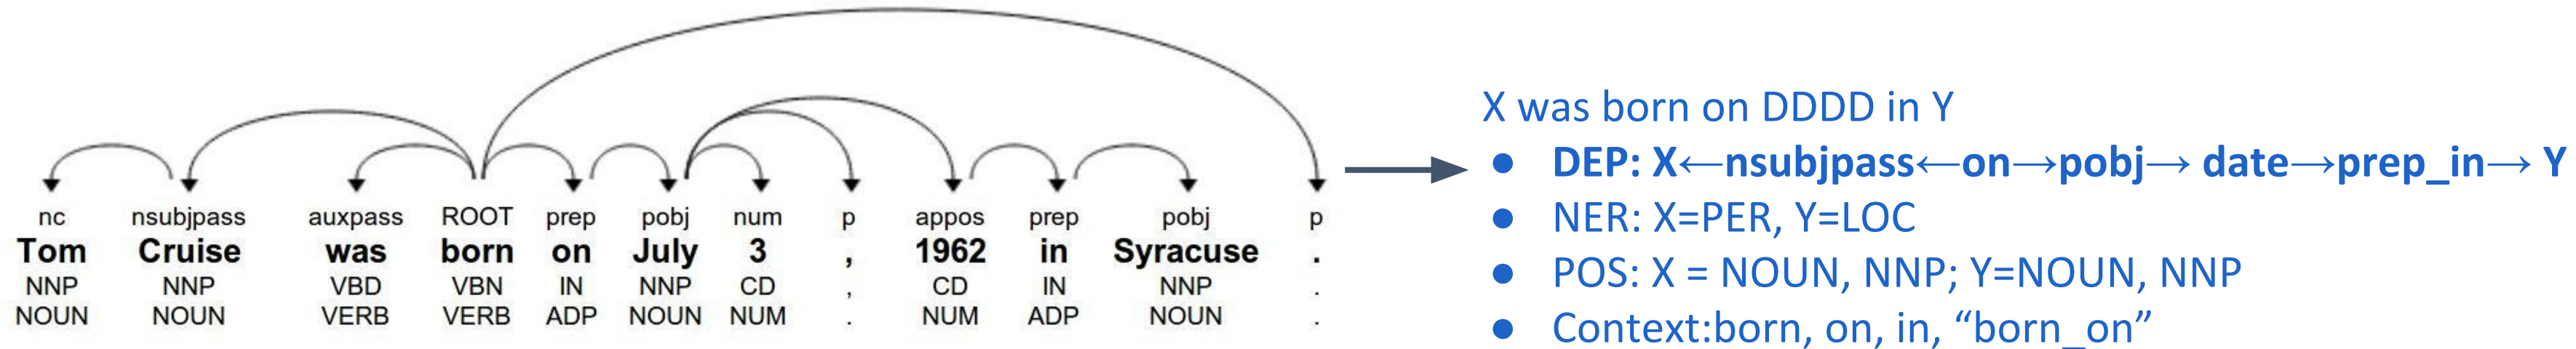 nc nsubjpass auxpass ROOT prep pobj num p appos prep pobj p
Tom Cruise was born on July 3 , 1962 in Syracuse .
NNP NNP VBD VBN IN NNP CD , CD IN NNP .
NOUN NOUN VERB VERB ADP NOUN NUM . NUM ADP NOUN .
X was born on DDDD in Y
● DEP: X←nsubjpass←on→pobj→ date→prep_in→ Y
● NER: X=PER, Y=LOC
● POS: X = NOUN, NNP; Y=NOUN, NNP
● Context:born, on, in, “born_on”